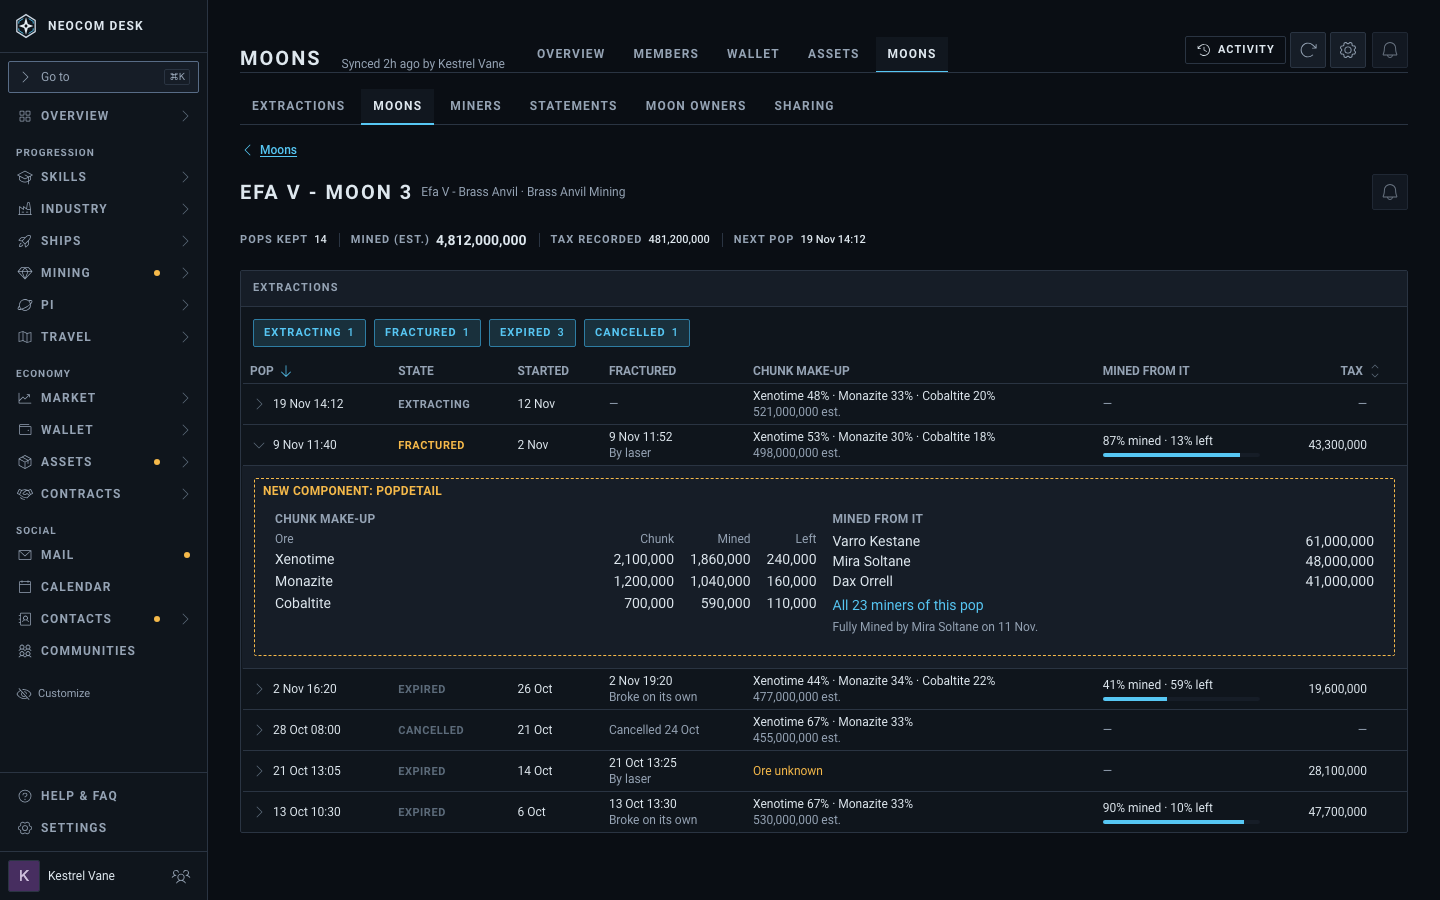 NEOCOM DESK
Go to ⌘K
OVERVIEW
PROGRESSION
SKILLS
INDUSTRY
SHIPS
MINING
PI
TRAVEL
ECONOMY
MARKET
WALLET
ASSETS
CONTRACTS
SOCIAL
MAIL
CALENDAR
CONTACTS
COMMUNITIES
Customize
HELP & FAQ
SETTINGS
K Kestrel Vane
MOONS Synced 2h ago by Kestrel Vane OVERVIEW MEMBERS WALLET ASSETS MOONS ACTIVITY
EXTRACTIONS MOONS MINERS STATEMENTS MOON OWNERS SHARING
Moons
EFA V - MOON 3 Efa V - Brass Anvil · Brass Anvil Mining
POPS KEPT 14 MINED (EST.) 4,812,000,000 TAX RECORDED 481,200,000 NEXT POP 19 Nov 14:12
EXTRACTIONS
EXTRACTING 1 FRACTURED 1 EXPIRED 3 CANCELLED 1
POP STATE STARTED FRACTURED CHUNK MAKE-UP MINED FROM IT TAX
19 Nov 14:12 EXTRACTING 12 Nov — Xenotime 48% · Monazite 33% · Cobaltite 20% — —
521,000,000 est.
9 Nov 11:40 FRACTURED 2 Nov 9 Nov 11:52 Xenotime 53% · Monazite 30% · Cobaltite 18% 87% mined · 13% left 43,300,000
By laser 498,000,000 est.
NEW COMPONENT: POPDETAIL
CHUNK MAKE-UP
Ore Chunk Mined Left
Xenotime 2,100,000 1,860,000 240,000
Monazite 1,200,000 1,040,000 160,000
Cobaltite 700,000 590,000 110,000
MINED FROM IT
Varro Kestane 61,000,000
Mira Soltane 48,000,000
Dax Orrell 41,000,000
All 23 miners of this pop
Fully Mined by Mira Soltane on 11 Nov.
2 Nov 16:20 EXPIRED 26 Oct 2 Nov 19:20 Xenotime 44% · Monazite 34% · Cobaltite 22% 41% mined · 59% left 19,600,000
Broke on its own 477,000,000 est.
28 Oct 08:00 CANCELLED 21 Oct Cancelled 24 Oct Xenotime 67% · Monazite 33% — —
455,000,000 est.
21 Oct 13:05 EXPIRED 14 Oct 21 Oct 13:25 Ore unknown — 28,100,000
By laser
13 Oct 10:30 EXPIRED 6 Oct 13 Oct 13:30 Xenotime 67% · Monazite 33% 90% mined · 10% left 47,700,000
Broke on its own 530,000,000 est.